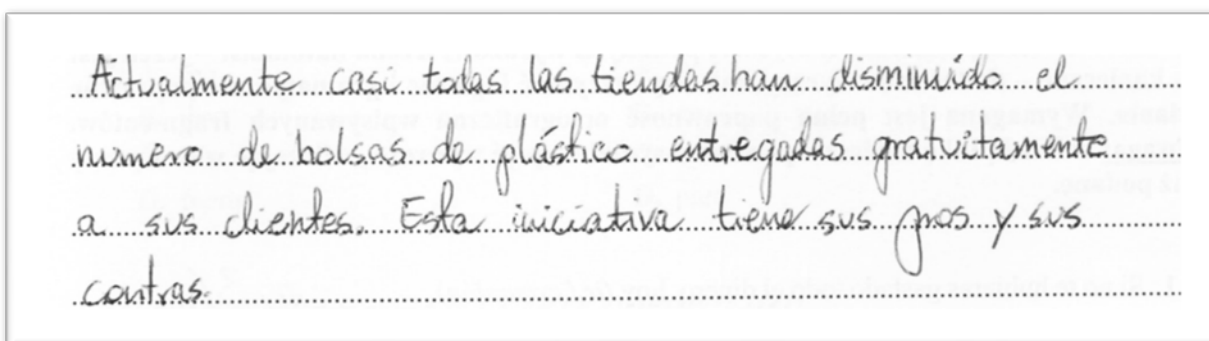 Actualmente casi todas las tiendas han disminuido el
numero de bolsas de plástico entregadas gratuitamente
a sus clientes. Esta iniciativa tiene sus pros y sus
contras.